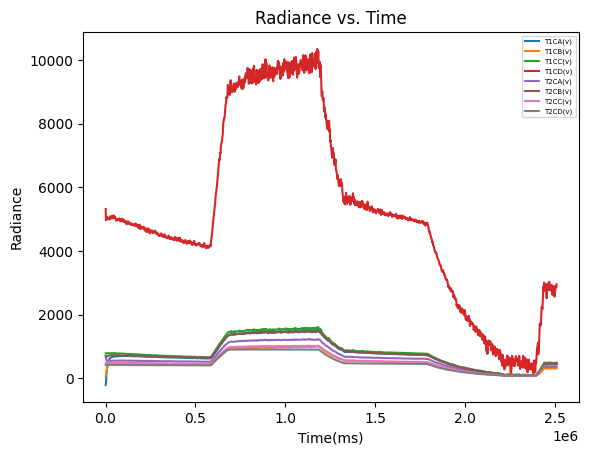 Radiance vs. Time
T1CA(v)
T1CB(v)
T1CC(v)
T1CD(v)
T2CA(v)
T2CB(v)
T2CC(v)
T2CD(v)
Radiance
10000
8000
6000
4000
2000
0
0.0 0.5 1.0 1.5 2.0 2.5
1e6
Time(ms)